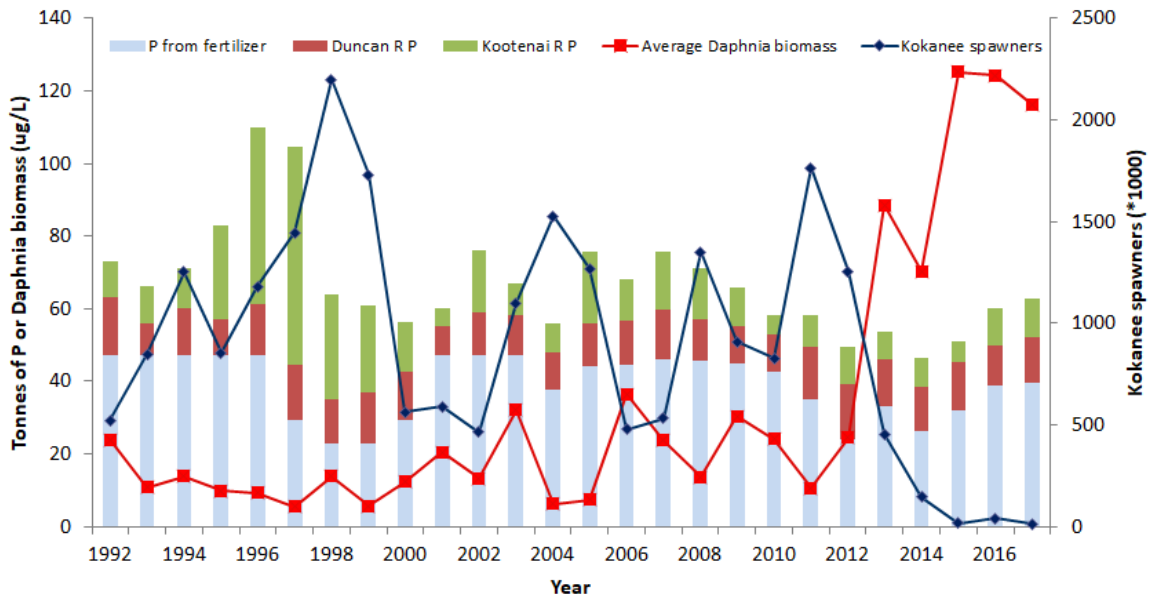 140
120
100
80
60
40
20
0
2500
2000
1500
1000
500
0
P from fertilizer Duncan R P Kootenai R P Average Daphnia biomass Kokanee spawners
Tonnes of P or Daphnia biomass (ug/L)
Kokanee spawners (*1000)
1992 1994 1996 1998 2000 2002 2004 2006 2008 2010 2012 2014 2016
Year